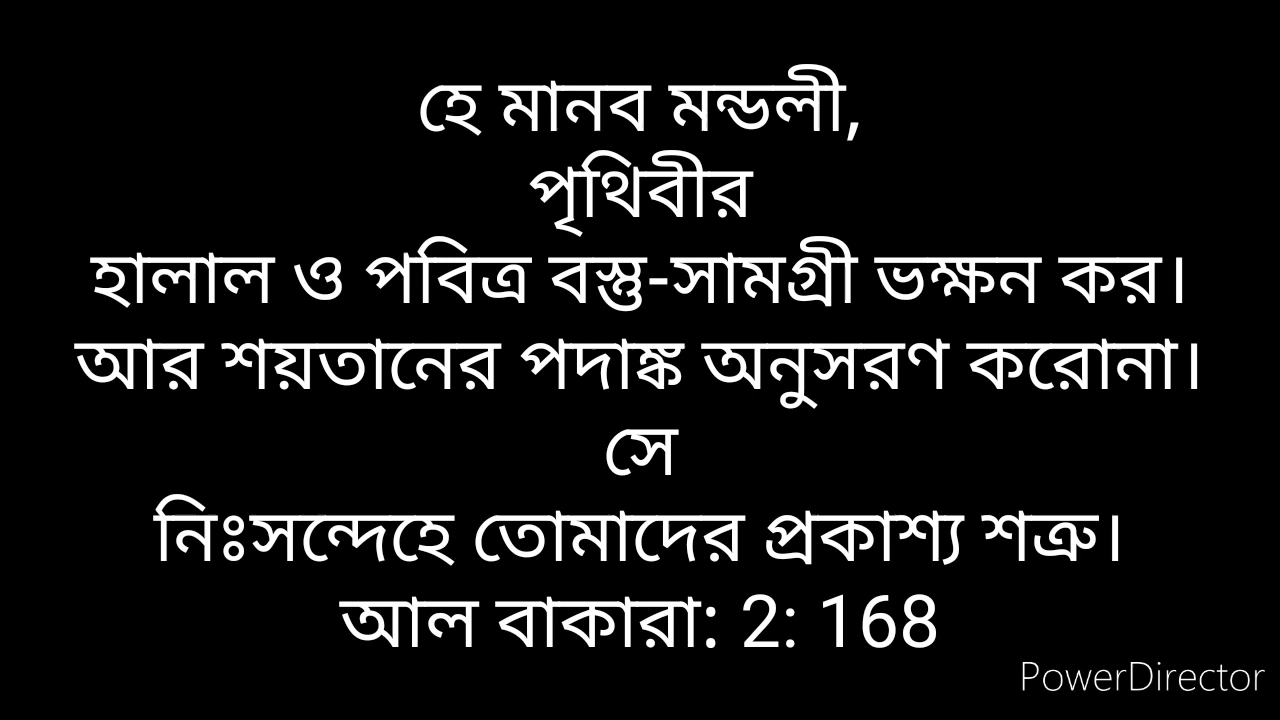 হে মানব মন্ডলী,
পৃথিবীর
হালাল ও পবিত্র বস্তু-সামগ্রী ভক্ষন কর।
আর শয়তানের পদাঙ্ক অনুসরণ করোনা।
সে
নিঃসন্দেহে তোমাদের প্রকাশ্য শত্রু।
আল বাকারা: 2: 168
PowerDirector